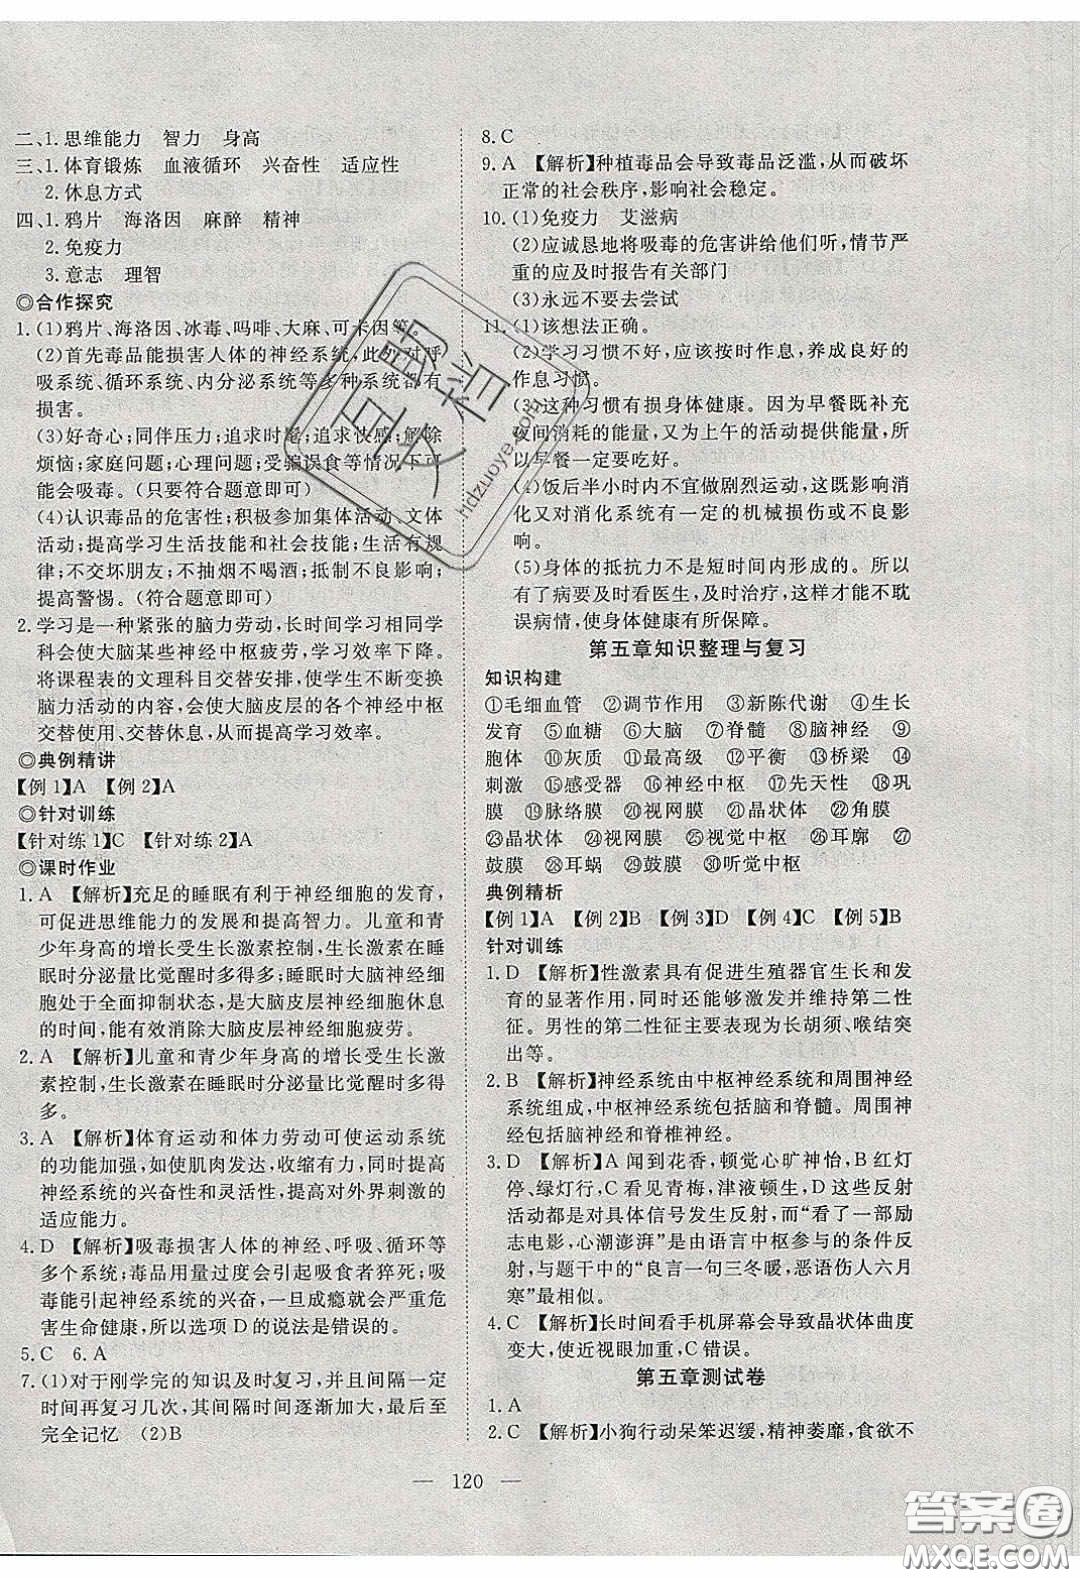 二、1.思维能力 智力 身高
三、1.体育锻炼 血液循环 兴奋性 适应性
2.休息方式
四、1.鸦片 海洛因 麻醉 精神
2.免疫力
3.意志 理智
◎合作探究
1.(1)鸦片、海洛因、冰毒、吗啡、大麻、可卡因等。
(2)首先毒品能损害人体的神经系统,此外对呼
吸系统、循环系统、内分泌系统等多种系统都有
损害。
(3)好奇心;同伴压力;追求时髦;追求快感;解除
烦恼;家庭问题;心理问题;受骗误食等情况下可
能会吸毒。(只要符合题意即可)
(4)认识毒品的危害性;积极参加集体活动、文体
活动;提高学习生活技能和社会技能;生活有规
律;不交坏朋友;不抽烟不喝酒;抵制不良影响;
提高警惕。(符合题意即可)
2.学习是一种紧张的脑力劳动,长时间学习相同学
科会使大脑某些神经中枢疲劳,学习效率下降。
将课程表的文理科目交替安排,能不断变换大脑
脑力活动的内容,会使大脑皮层的各个神经中枢
交替使用、交替休息,从而提高学习效率。
◎典例精讲
【例1】A 【例2】A
◎针对训练
【针对练1】C 【针对练2】A
◎课时作业
1.A 【解析】充足的睡眠有利于神经细胞的发育,
可促进思维能力的发展和提高智力。儿童和青
少年身高的增长受生长激素控制,生长激素在睡
眠时分泌量比觉醒时多得多;睡眠时大脑神经细
胞处于全面抑制状态,是大脑皮层神经细胞休息
的时间,能有效消除大脑皮层神经细胞疲劳。
2.A 【解析】儿童和青少年身高的增长受生长激
素控制,生长激素在睡眠时分泌量比觉醒时多得
多。
3.A 【解析】体育运动和体力劳动可使运动系统
的功能加强,如使肌肉发达,收缩有力,同时提高
神经系统的兴奋性和灵活性,提高对外界刺激的
适应能力。
4.D 【解析】吸毒损害人体的神经、呼吸、循环等
多个系统;毒品用量过度会引起吸食者猝死;吸
毒能引起神经系统的兴奋,一旦成瘾就会严重危
害生命健康,所以选项D的说法是错误的。
5.C 6.A
7.(1)对于刚学完的知识及时复习,并且间隔一定
时间再复习几次,其间隔时间逐渐加大,最后至
完全记忆 (2)B
8.C
9.A 【解析】种植毒品会导致毒品泛滥,从而破坏
正常的社会秩序,影响社会稳定。
10.(1)免疫力 艾滋病
(2)应诚恳地将吸毒的危害讲给他们听,情节严
重的应及时报告有关部门
(3)永远不要去尝试
11.(1)该想法正确。
(2)学习习惯不好,应该按时作息,养成良好的
作息习惯。
(3)这种习惯有损身体健康。因为早餐既补充
夜间消耗的能量,又为上午的活动提供能量,所
以早餐一定要吃好。
(4)饭后半小时内不宜做剧烈运动,这既影响消
化又对消化系统有一定的机械损伤或不良影
响。
(5)身体的抵抗力不是短时间内形成的。所
以有了病要及时看医生,及时治疗,这样才能不耽
误病情,使身体健康有所保障。
第五章知识整理与复习
知识构建
①毛细血管 ②调节作用 ③新陈代谢 ④生长
发育 ⑤血糖 ⑥大脑 ⑦脊髓 ⑧脑神经 ⑨
胞体 ⑩灰质 ⑪最高级 ⑫平衡 ⑬桥梁 ⑭
刺激 ⑮感受器 ⑯神经中枢 ⑰先天性 ⑱巩
膜 ⑲脉络膜 ⑳视网膜 ㉑晶状体 ㉒角膜
㉓晶状体 ㉔视网膜 ㉕视觉中枢 ㉖耳廓 ㉗
鼓膜 ㉘耳蜗 ㉙鼓膜 ㉚听觉中枢
典例精析
【例1】A 【例2】B 【例3】D 【例4】C 【例5】B
针对训练
1.D 【解析】性激素具有促进生殖器官生长和发
育的显著作用,同时还能够激发并维持第二性
征。男性的第二性征主要表现为长胡须、喉结突
出等。
2.B 【解析】神经系统由中枢神经系统和周围神经
系统组成,中枢神经系统包括脑和脊髓。周围神
经包括脑神经和脊椎神经。
3.D 【解析】A闻到花香,顿觉心旷神怡,B红灯
停、绿灯行,C看见青梅,津液顿生,D这些反射
活动都是对具体信号发生反射,而“看了一部励
志电影,心潮澎湃”是由语言中枢参与的条件反
射,与题干中的“良言一句三冬暖,恶语伤人六月
寒”最相似。
4.C 【解析】长时间看手机屏幕会导致晶状体曲度
变大,使近视眼加重,C错误。
第五章测试卷
1.A
2.C 【解析】小狗行动呆笨迟缓,精神萎靡,食欲不
— 120 —
互助文档
hdzuoye.com
答案圈
MXQE.COM